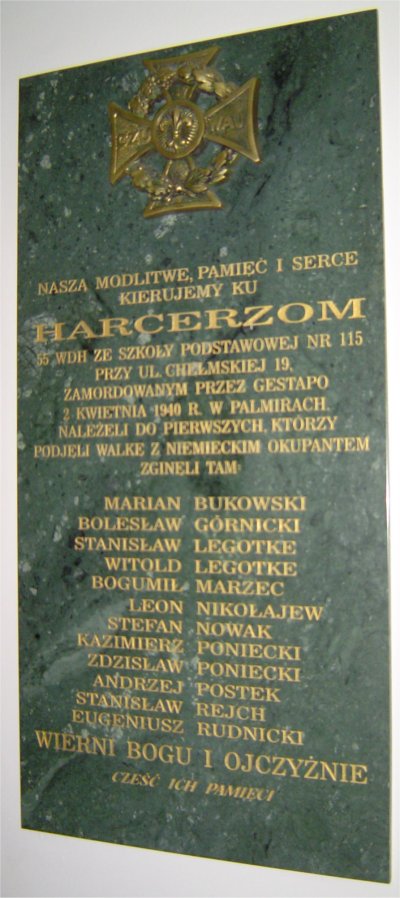 CZU WAJ
NASZĄ MODLITWĘ, PAMIĘĆ I SERCE
KIERUJEMY KU
HARCERZOM
55 WDH ZE SZKOŁY PODSTAWOWEJ NR 115
PRZY UL. CHEŁMSKIEJ 19,
ZAMORDOWANYM PRZEZ GESTAPO
2 KWIETNIA 1940 R. W PALMIRACH.
NALEŻELI DO PIERWSZYCH, KTÓRZY
PODJĘLI WALKĘ Z NIEMIECKIM OKUPANTEM
ZGINĘLI TAM:
MARIAN BUKOWSKI
BOLESŁAW GÓRNICKI
STANISŁAW LEGOTKE
WITOLD LEGOTKE
BOGUMIŁ MARZEC
LEON NIKOŁAJEW
STEFAN NOWAK
KAZIMIERZ PONIECKI
ZDZISŁAW PONIECKI
ANDRZEJ POSTEK
STANISŁAW REJCH
EUGENIUSZ RUDNICKI
WIERNI BOGU I OJCZYŹNIE
CZEŚĆ ICH PAMIĘCI